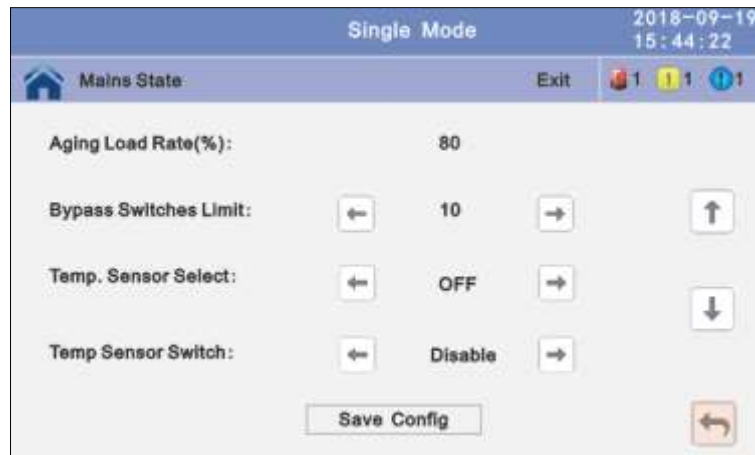 Single Mode
2018-09-19
15:44:22
Mains State Exit 1 1 1
Aging Load Rate(%): 80
Bypass Switches Limit: ← 10 →
Temp. Sensor Select: ← OFF →
Temp Sensor Switch: ← Disable →
Save Config